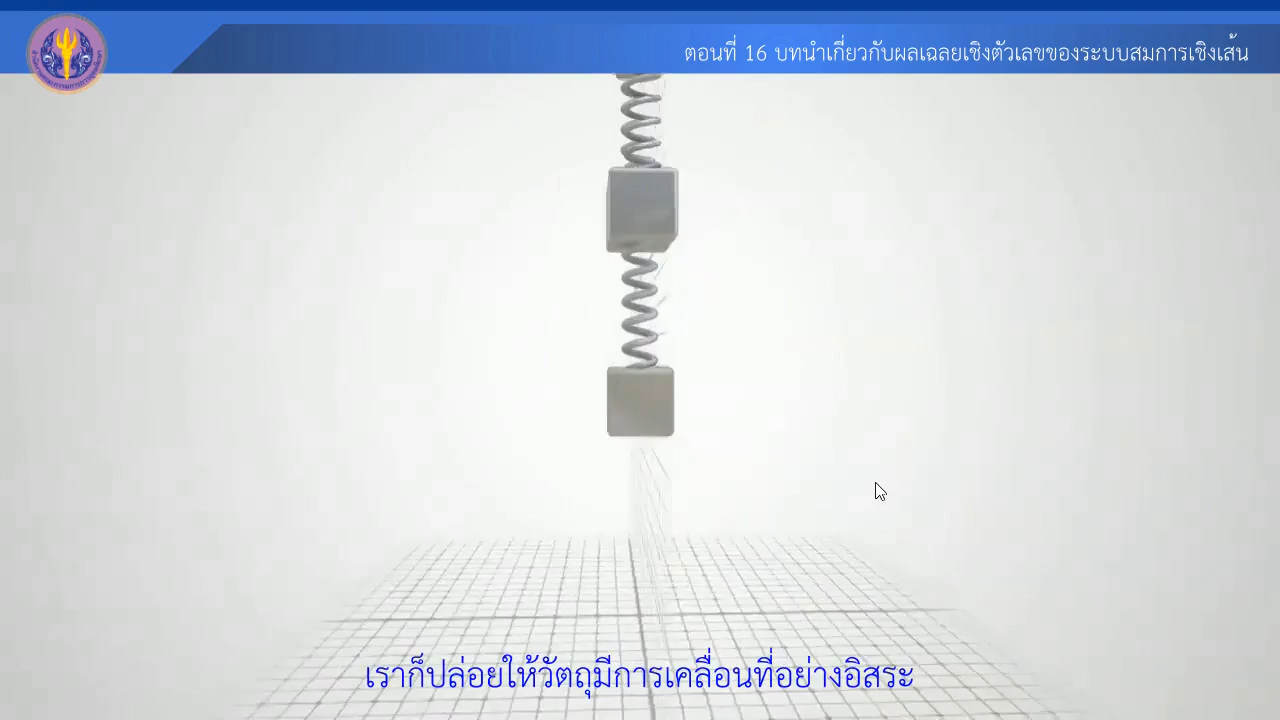 ตอนที่ 16 บทนำเกี่ยวกับผลเฉลยเชิงตัวเลขของระบบสมการเชิงเส้น
เราก็ปล่อยให้วัตถุมีการเคลื่อนที่อย่างอิสระ